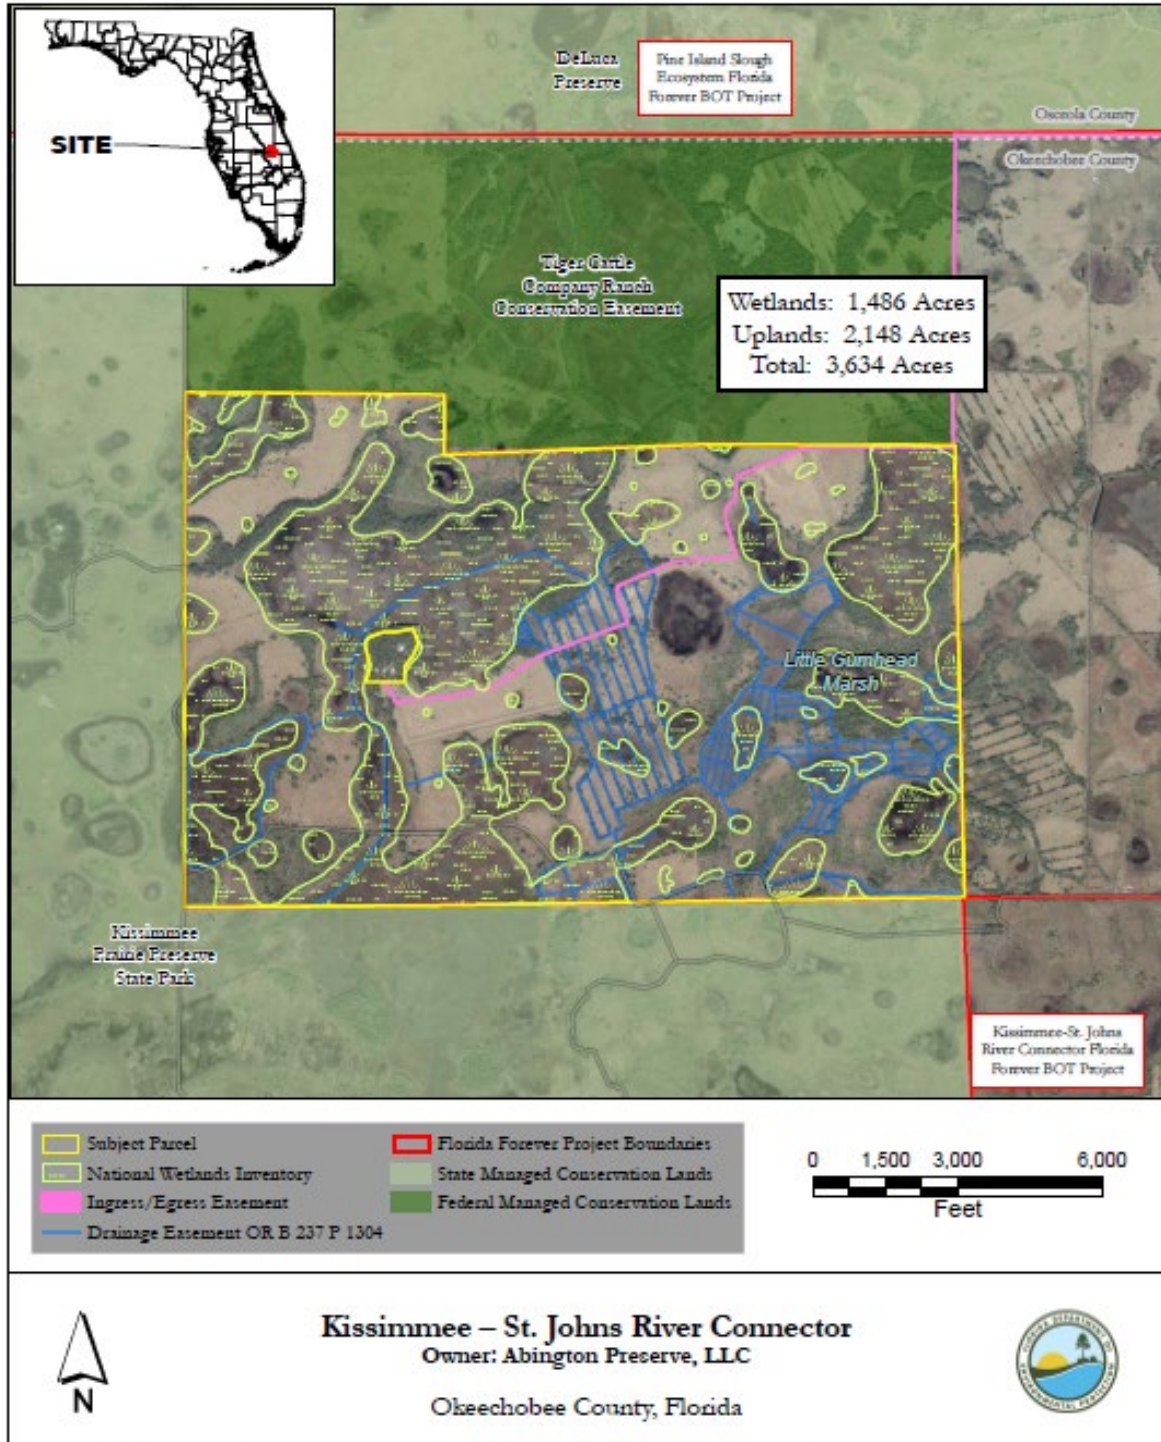 SITE
DeLuca
Preserve
Pine Island Slough
Ecosystem Florida
Forever BOT Project
Osceola County
Okeechobee County
Tiger Cattle
Company Ranch
Conservation Easement
Wetlands: 1,486 Acres
Uplands: 2,148 Acres
Total: 3,634 Acres
Little Gumhead
Marsh
Kissimmee
Prairie Preserve
State Park
Kissimmee-St. Johns
River Connector Florida
Forever BOT Project
Subject Parcel
National Wetlands Inventory
Ingress/Egress Easement
Drainage Easement OR B 237 P 1304
Florida Forever Project Boundaries
State Managed Conservation Lands
Federal Managed Conservation Lands
0 1,500 3,000 6,000
Feet
N
Kissimmee – St. Johns River Connector
Owner: Abington Preserve, LLC
Okeechobee County, Florida
FLORIDA DEPARTMENT OF
ENVIRONMENTAL PROTECTION